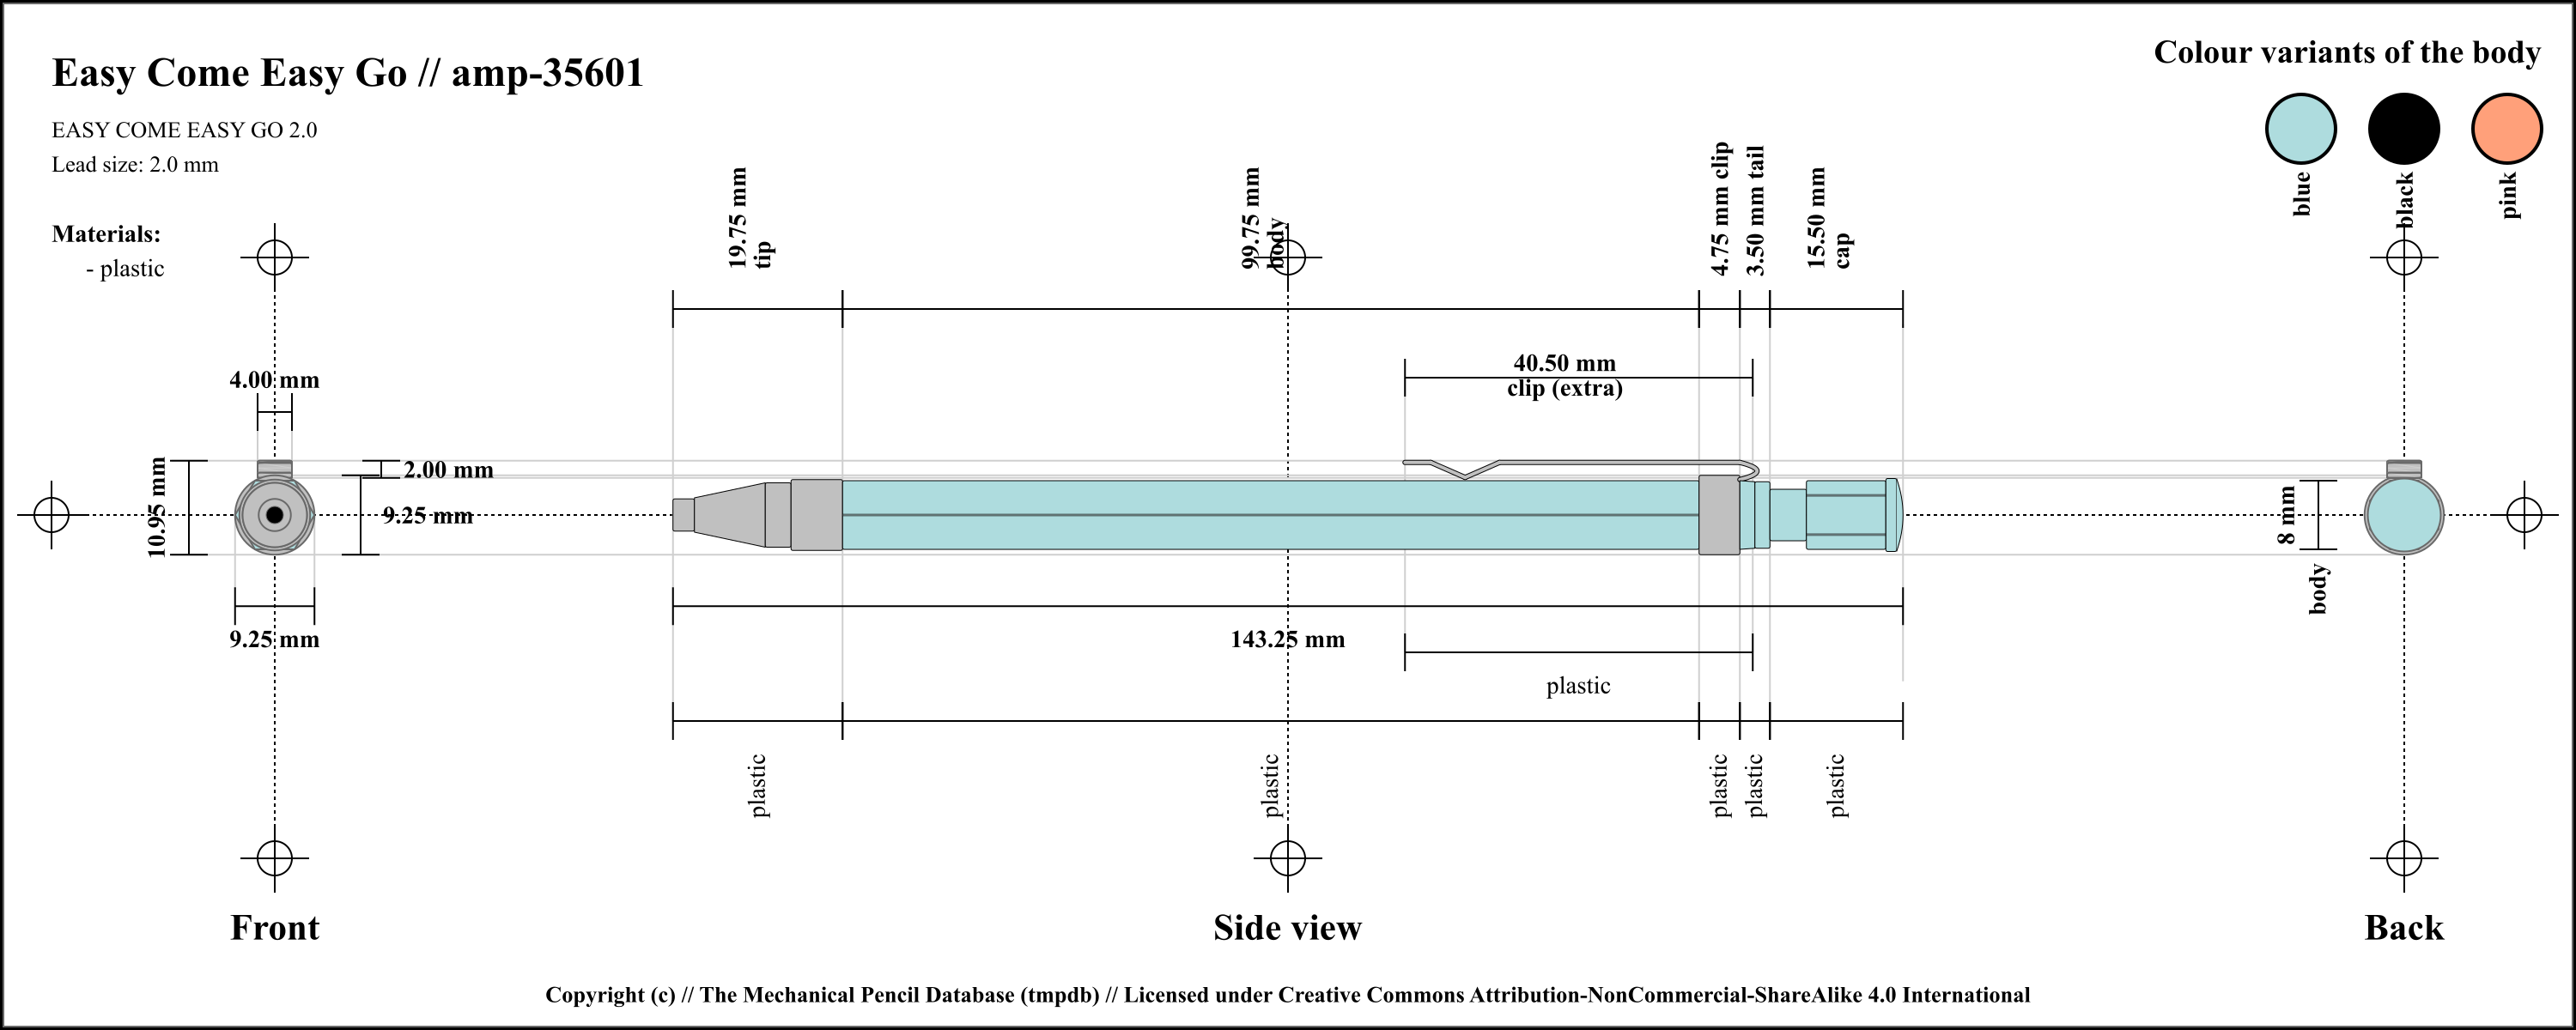 Easy Come Easy Go // amp-35601
EASY COME EASY GO 2.0
Lead size: 2.0 mm
Materials:
- plastic
Colour variants of the body
blue
black
pink
19.75 mm
tip
99.75 mm
body
4.75 mm clip
3.50 mm tail
15.50 mm
cap
40.50 mm
clip (extra)
4.00 mm
10.95 mm
2.00 mm
9.25 mm
9.25 mm
8 mm
body
143.25 mm
plastic
plastic
plastic
plastic
plastic
plastic
Front
Side view
Back
Copyright (c) // The Mechanical Pencil Database (tmpdb) // Licensed under Creative Commons Attribution-NonCommercial-ShareAlike 4.0 International